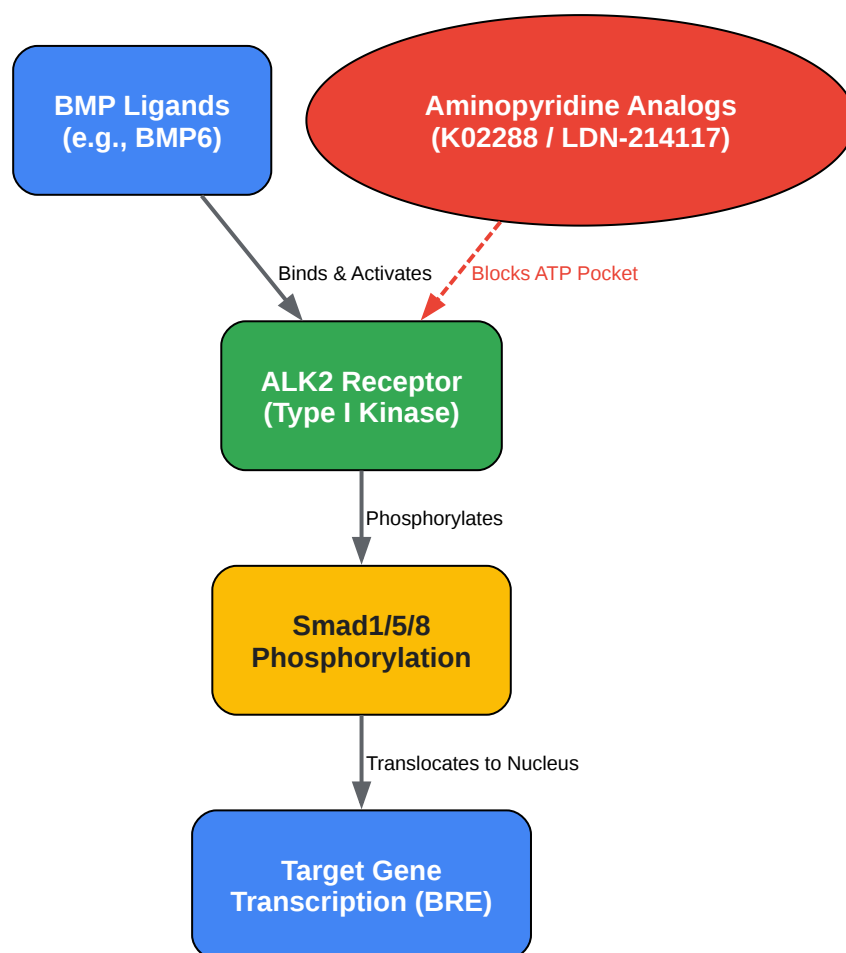 BMP Ligands
(e.g., BMP6)
Aminopyridine Analogs
(K02288 / LDN-214117)
Binds & Activates
Blocks ATP Pocket
ALK2 Receptor
(Type I Kinase)
Phosphorylates
Smad1/5/8
Phosphorylation
Translocates to Nucleus
Target Gene
Transcription (BRE)